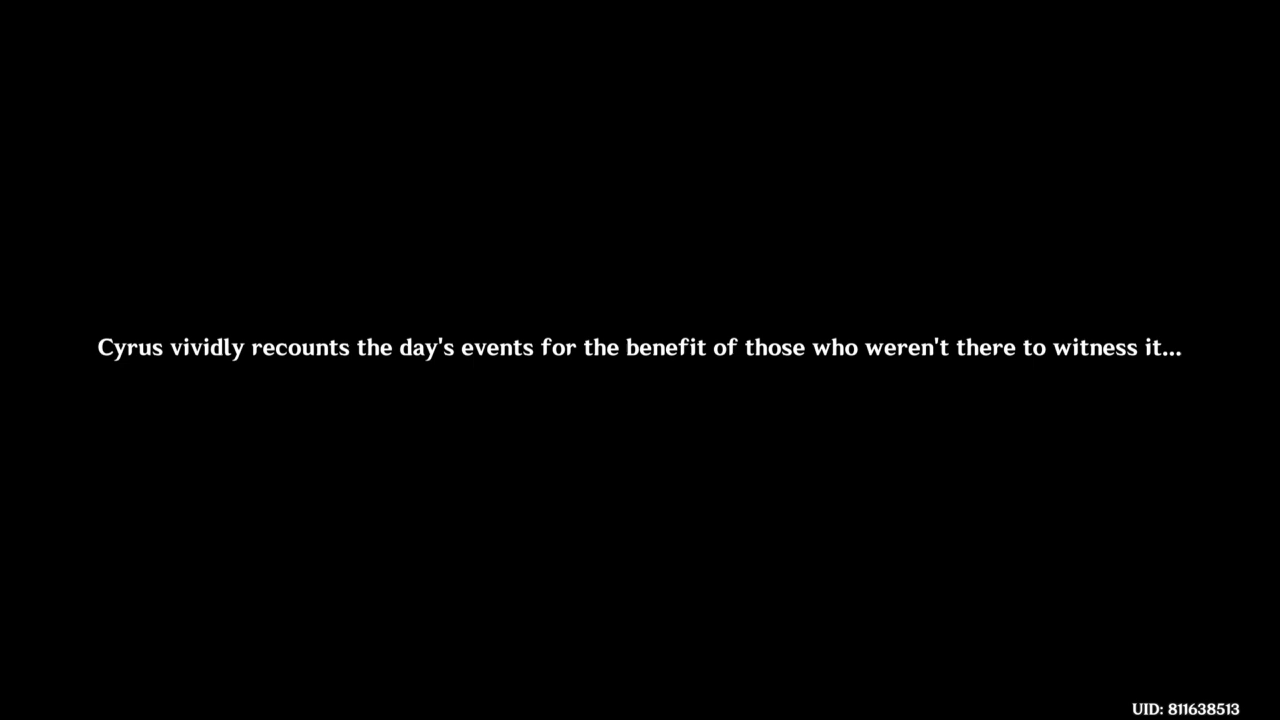 Cyrus vividly recounts the day's events for the benefit of those who weren't there to witness it...
UID: 811638513